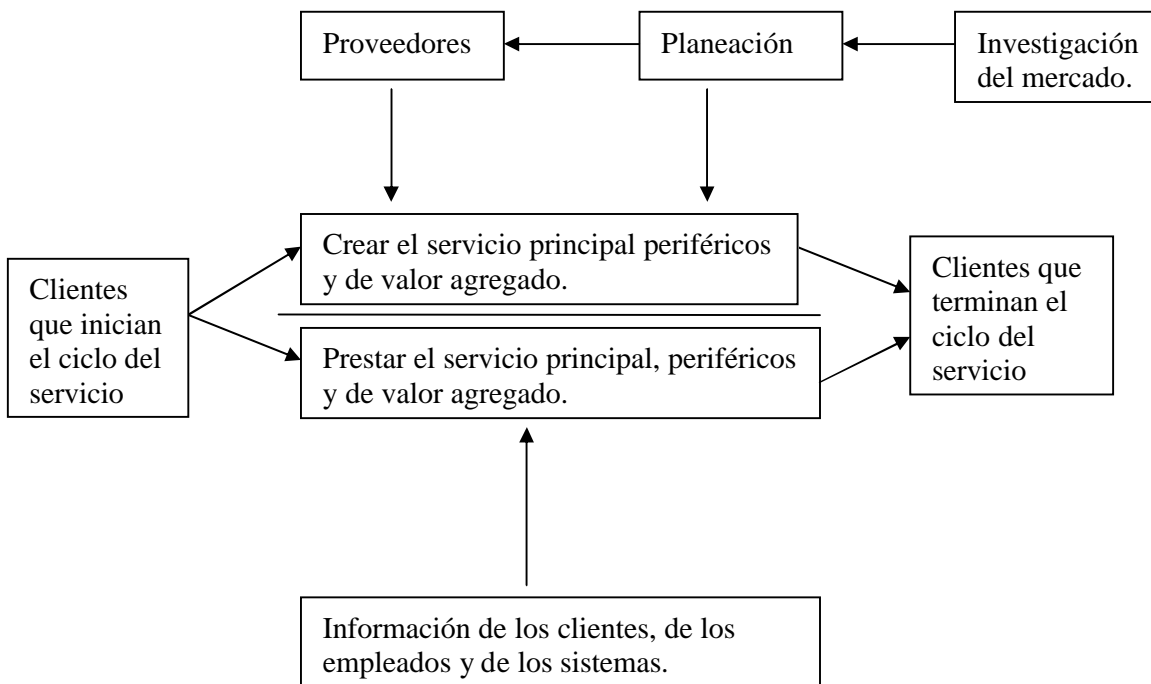 Proveedores
Planeación
Investigación
del mercado.
Crear el servicio principal periféricos
y de valor agregado.
Clientes
que inician
el ciclo del
servicio
Prestar el servicio principal, periféricos
y de valor agregado.
Clientes que
terminan el
ciclo del
servicio
Información de los clientes, de los
empleados y de los sistemas.